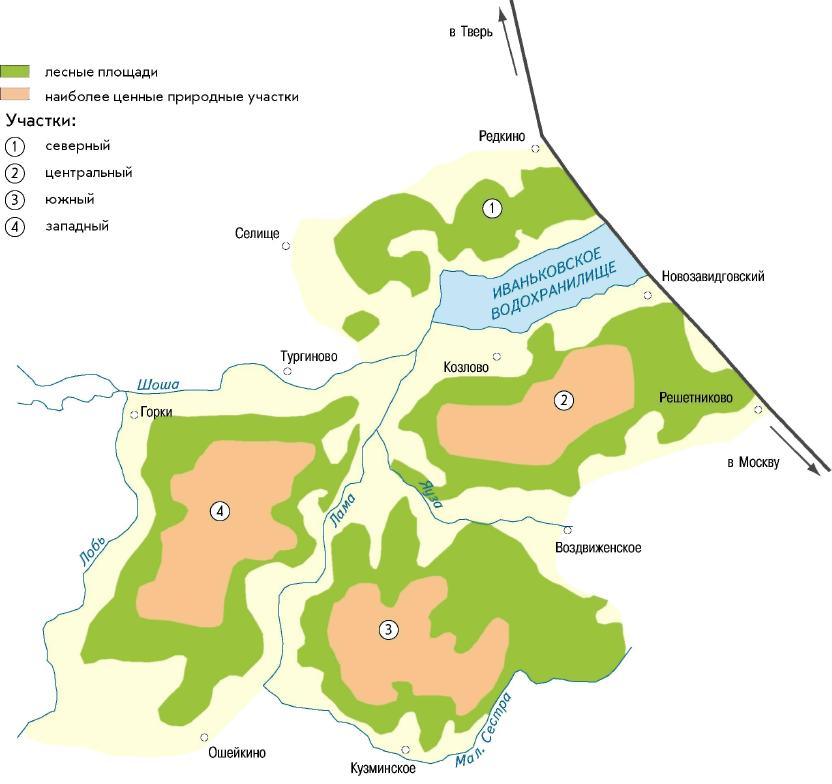 в Тверь
лесные площади
наиболее ценные природные участки
Участки:
1 северный
2 центральный
3 южный
4 западный
Редкино
1
Селище
ИВАНЬКОВСКОЕ
ВОДОХРАНИЛИЩЕ
Новозавидговский
Тургиново
Козлово
Шоша
Горки
2
Решетниково
в Москву
4
Лама
Яуза
Лобь
Воздвиженское
3
Мал. Сестра
Ошейкино
Кузминское